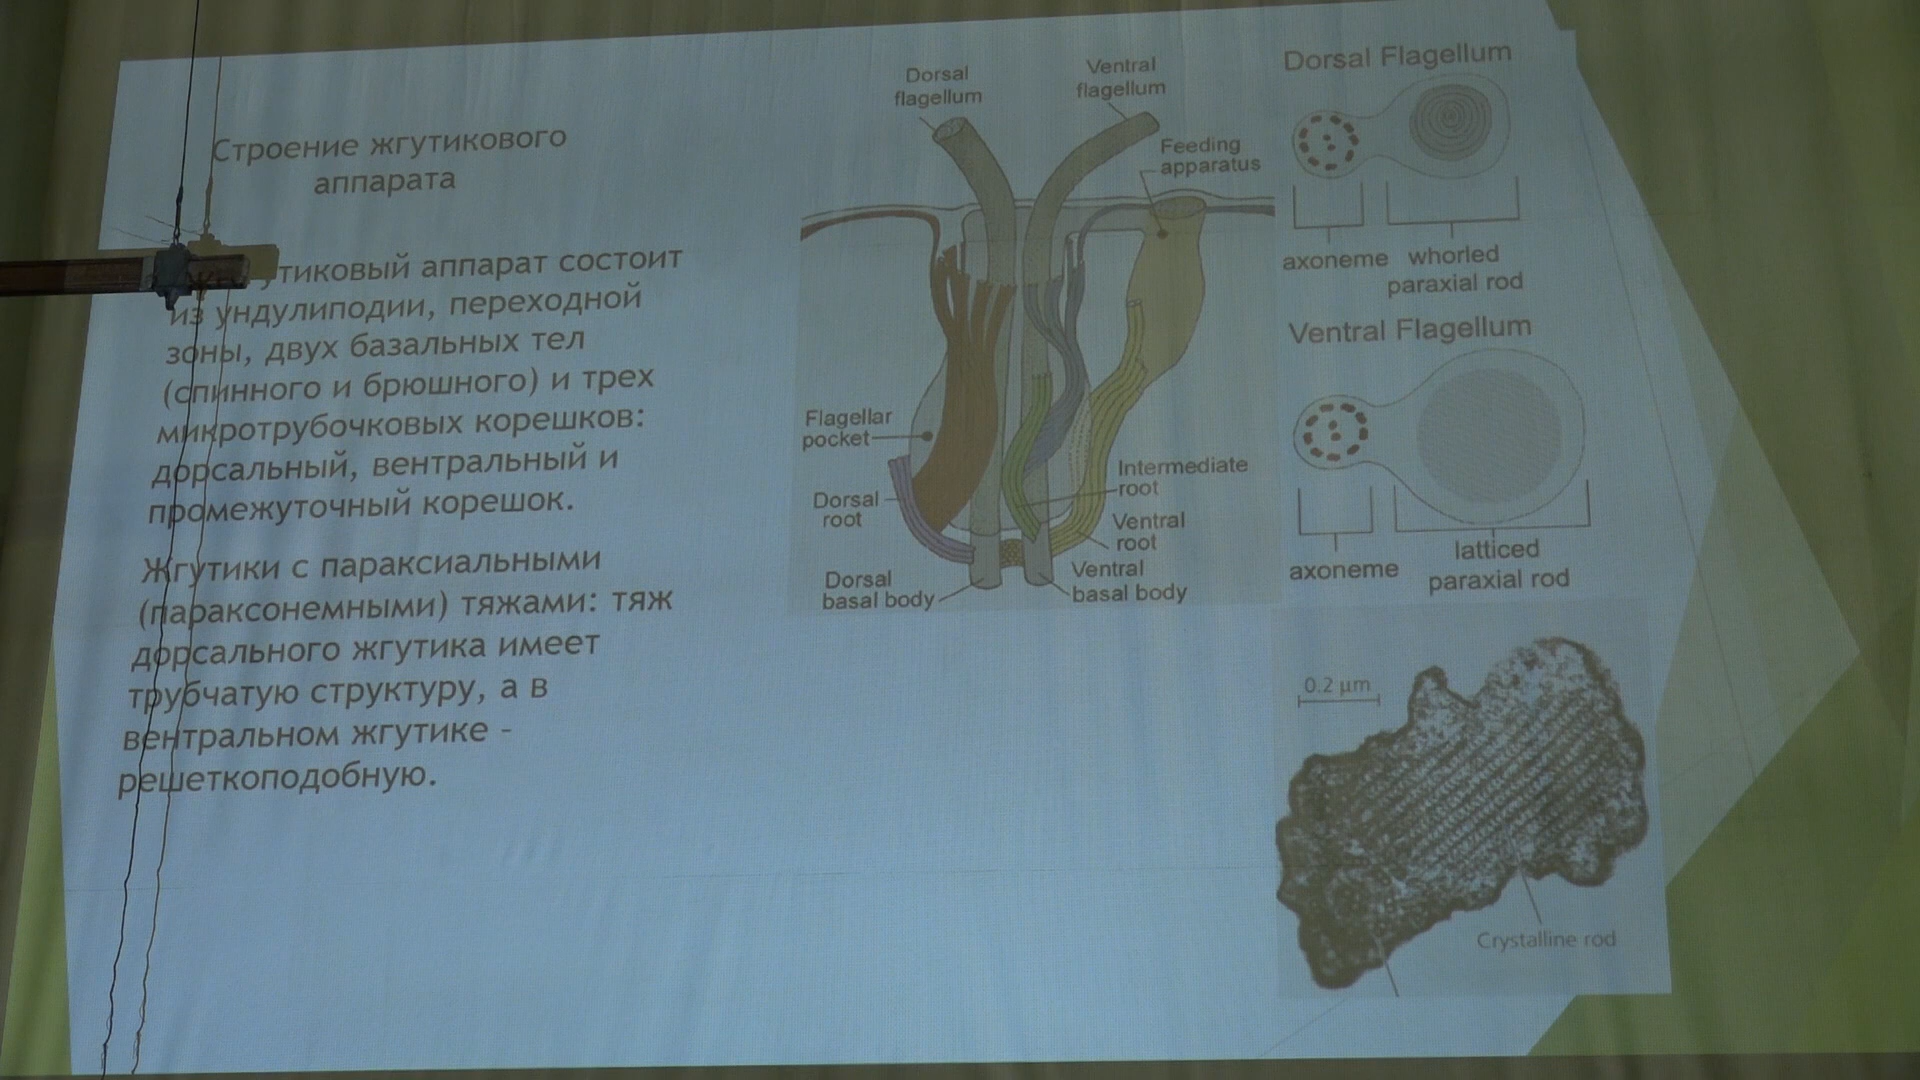 Строение жгутикового
аппарата
тиковый аппарат состоит
из ундулиподии, переходной
зоны, двух базальных тел
(спинного и брюшного) и трех
микротрубочковых корешков:
дорсальный, вентральный и
промежуточный корешок.
Жгутики с параксиальными
(параксонемными) тяжами: тяж
дорсального жгутика имеет
трубчатую структуру, а в
вентральном жгутике -
решеткоподобную.
Dorsal
flagellum
Ventral
flagellum
Feeding
apparatus
Flagellar
pocket
Dorsal
root
Intermediate
root
Ventral
root
Dorsal
basal body
Ventral
basal body
Dorsal Flagellum
axoneme
whorled
paraxial rod
Ventral Flagellum
axoneme
latticed
paraxial rod
0.2 µm
Crystalline rod